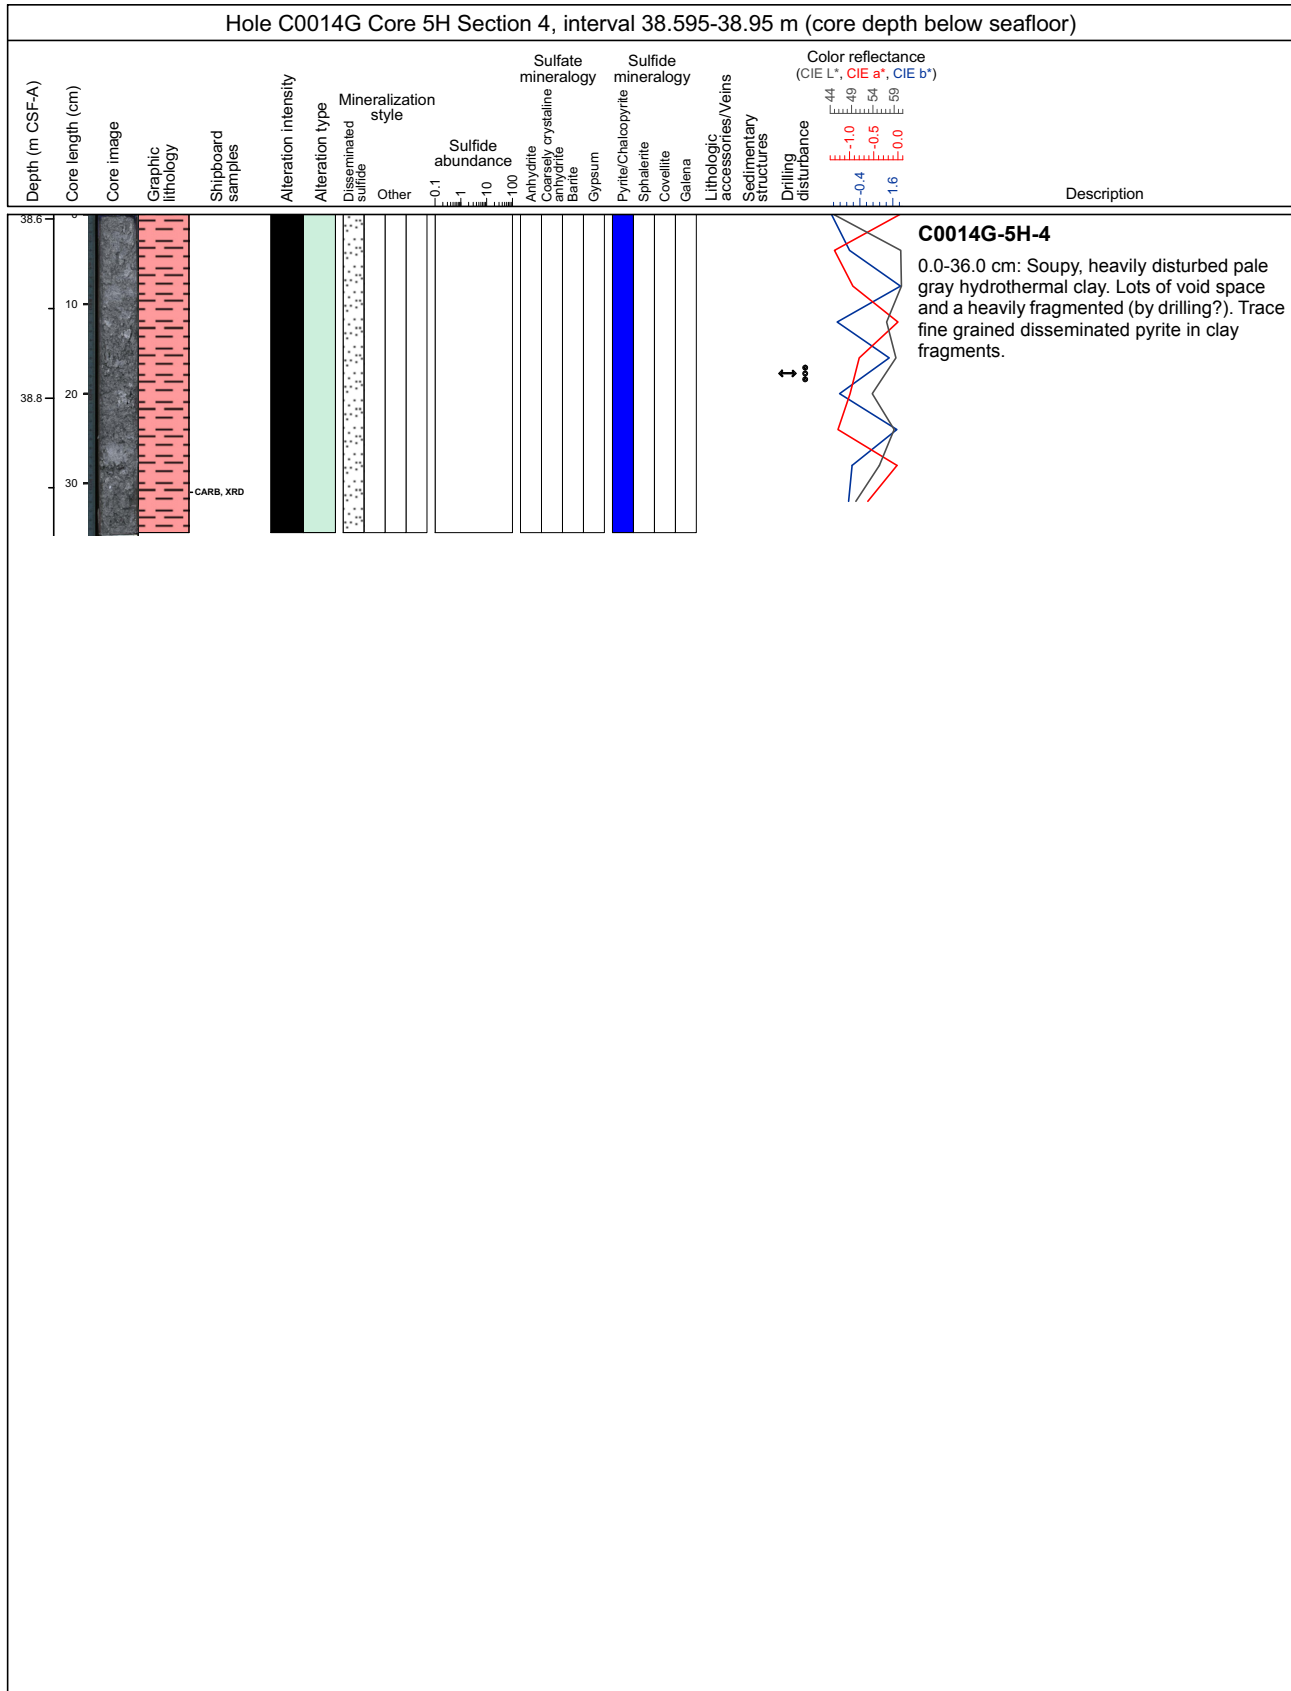 Hole C0014G Core 5H Section 4, interval 38.595-38.95 m (core depth below seafloor)
Depth (m CSF-A)
Core length (cm)
Core image
Graphic
lithology
Shipboard
samples
Alteration intensity
Alteration type
Mineralization
style
Disseminated
sulfide
Other
Sulfide
abundance
0.1
1
10
100
Sulfate
mineralogy
Anhydrite
Coarsely crystaline
anhydrite
Barite
Gypsum
Sulfide
mineralogy
Pyrite/Chalcopyrite
Sphalerite
Covellite
Galena
Lithologic
accessories/Veins
Sedimentary
structures
Drilling
disturbance
Color reflectance
(CIE L*, CIE a*, CIE b*)
44
49
54
59
-1.0
-0.5
0.0
-0.4
1.6
Description
38.6
38.8
10
20
30
CARB, XRD
C0014G-5H-4
0.0-36.0 cm: Soupy, heavily disturbed pale
gray hydrothermal clay. Lots of void space
and a heavily fragmented (by drilling?). Trace
fine grained disseminated pyrite in clay
fragments.